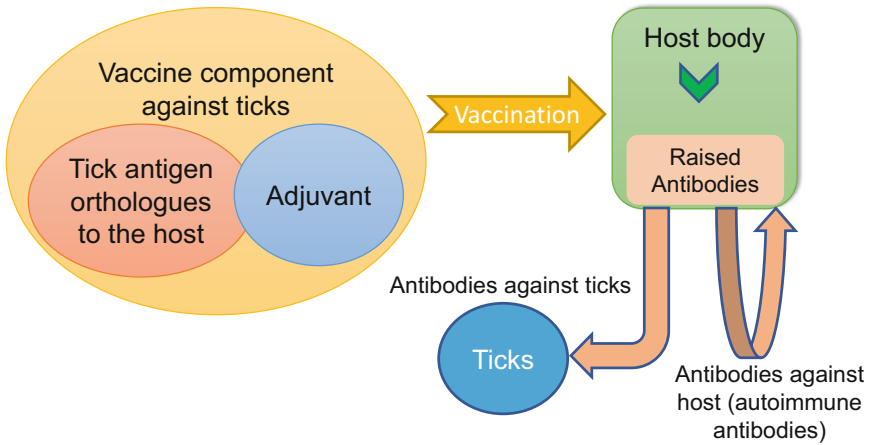 Vaccine component
against ticks
Tick antigen
orthologues
to the host
Adjuvant
Vaccination
Host body
Raised
Antibodies
Antibodies against ticks
Ticks
Antibodies against
host (autoimmune
antibodies)